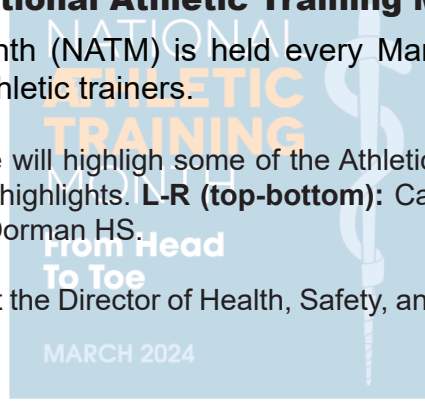 tional Athletic Training M
NATIONAL
nth (NATM) is held every Mar
ATHLETIC
hletic trainers.
TRAINING
e will highligh some of the Athletic
MONTH
highlights. L-R (top-bottom): Ca
Dorman HS.
From Head
To Toe
t the Director of Health, Safety, an
MARCH 2024